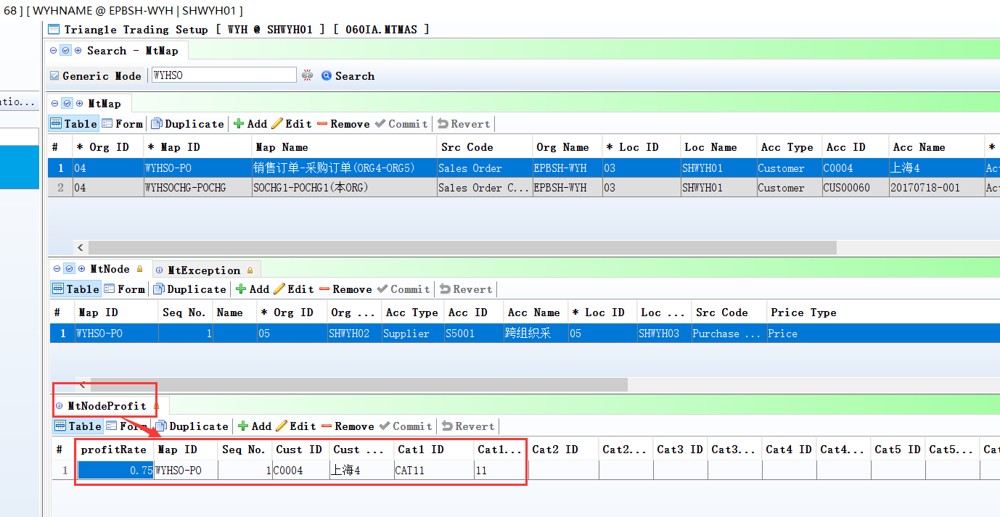 68 ] [ WYHNAME @ EPBSH-WYH | SHWYH01 ]
Triangle Trading Setup [ WYH @ SHWYH01 ] [ 060IA.MTMAS ]
Search - MtMap
Generic Mode WYHSO Search
atio...
MtMap
Table Form Duplicate Add Edit Remove Commit Revert
# * Org ID * Map ID Map Name Src Code Org Name * Loc ID Loc Name Acc Type Acc ID Acc Name *
1 04 WYHSO-PO 销售订单-采购订单(ORG4-ORG5) Sales Order EPBSH-WYH 03 SHWYH01 Customer C0004 上海4 Act
2 04 WYHSOCHG-POCHG SOCHG1-POCHG1(本ORG) Sales Order C... EPBSH-WYH 03 SHWYH01 Customer CUS00060 20170718-001 Act
MtNode MtException
Table Form Duplicate Add Edit Remove Commit Revert
# Map ID Seq No. Name * Org ID Org ... Acc Type Acc ID Acc Name * Loc ID Loc ... Src Code Price Type
1 WYHSO-PO 1 05 SHWYH02 Supplier S5001 跨组织采 05 SHWYH03 Purchase ... Price
MtNodeProfit
Table Form Duplicate Add Edit Remove Commit Revert
# profitRate Map ID Seq No. Cust ID Cust ... Cat1 ID Cat1... Cat2 ID Cat2... Cat3 ID Cat3... Cat4 ID Cat4... Cat5 ID Cat5... Cat
1 0.75 WYHSO-PO 1 C0004 上海4 CAT11 11